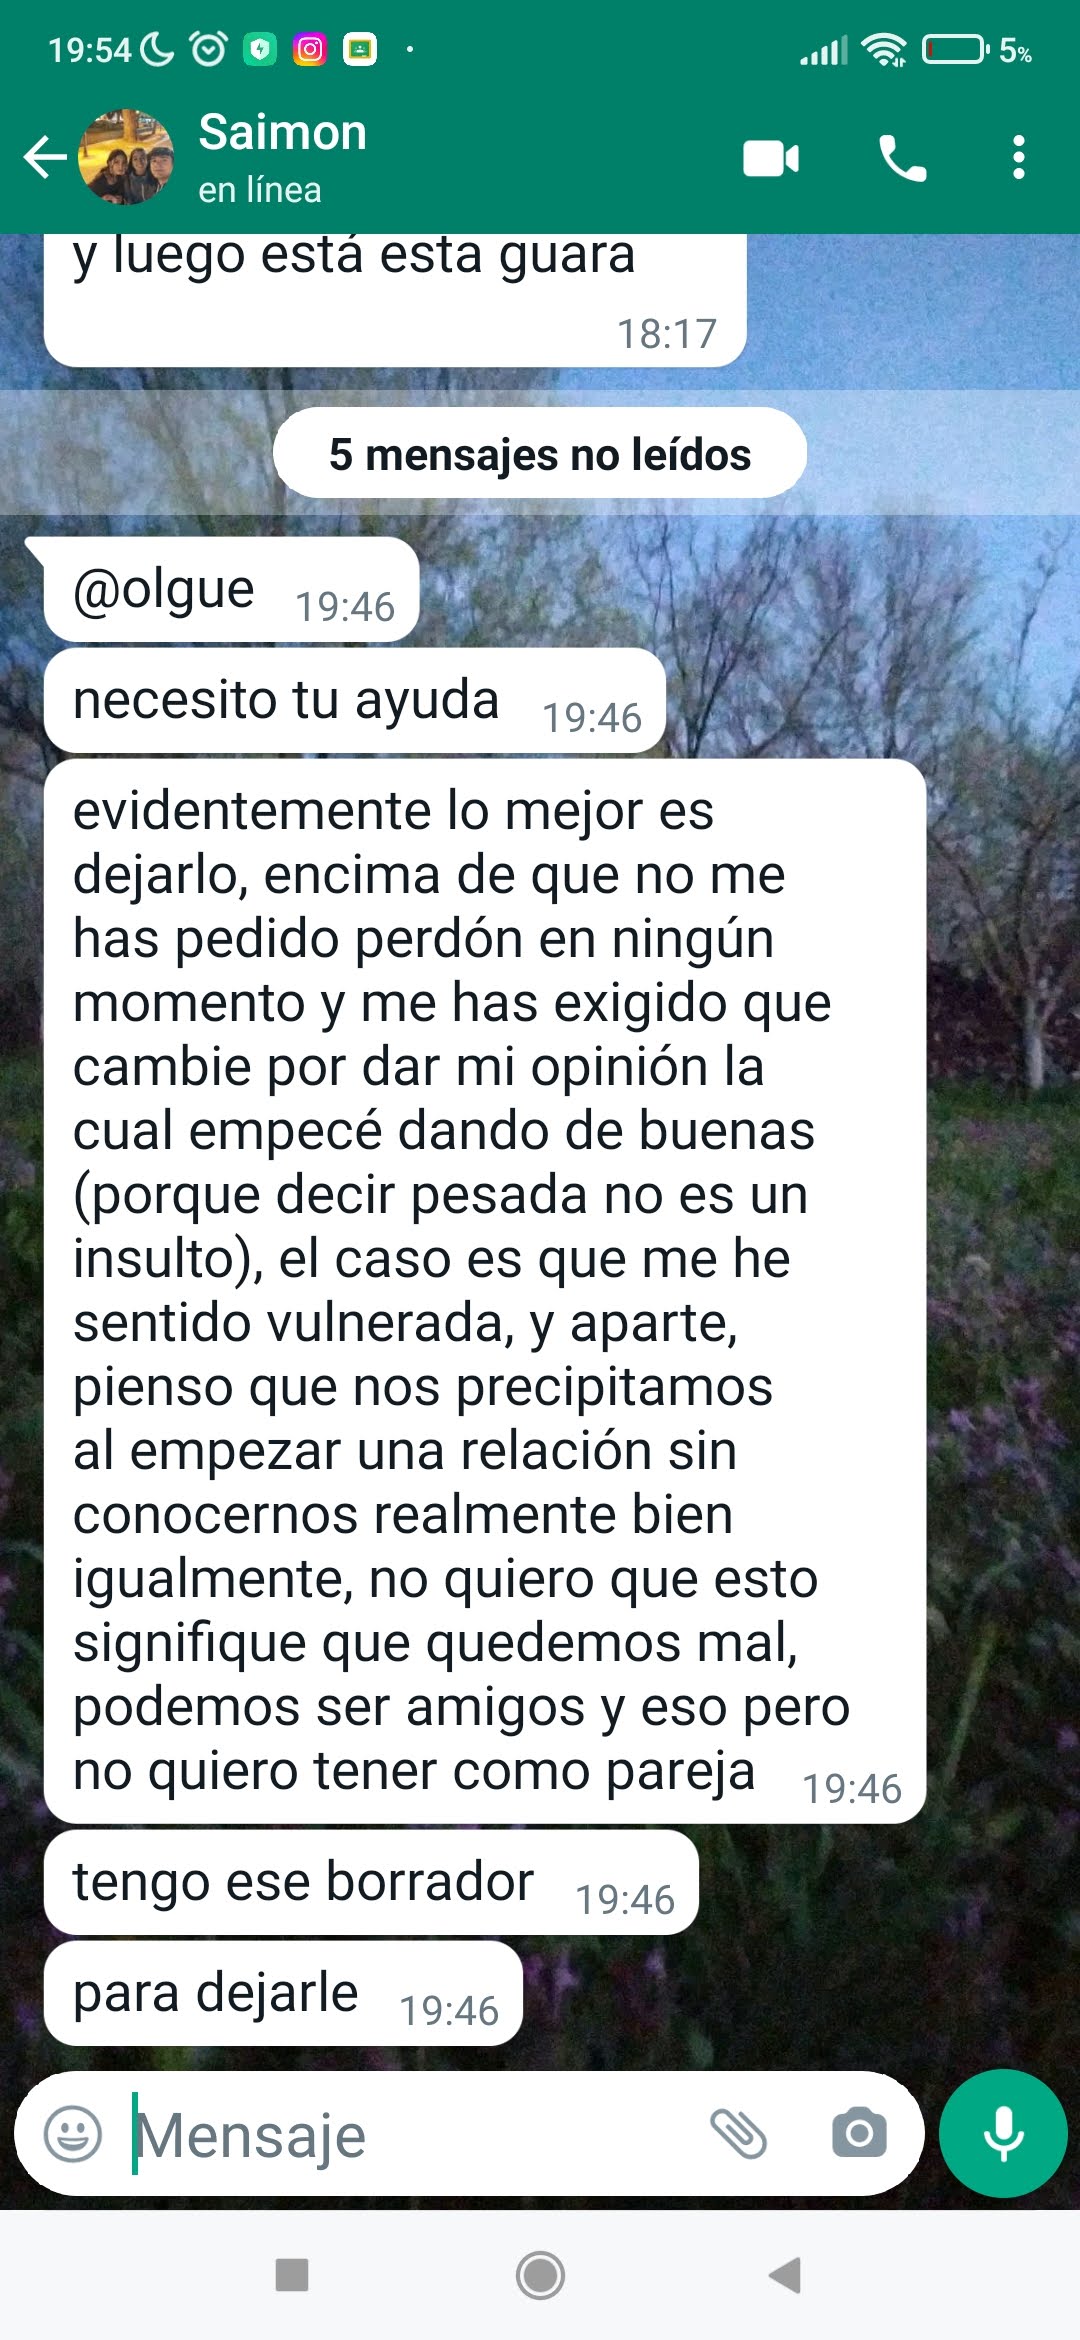 19:54
5%
Saimon
en línea
y luego está esta guara
18:17
5 mensajes no leídos
@olgue 19:46
necesito tu ayuda 19:46
evidentemente lo mejor es
dejarlo, encima de que no me
has pedido perdón en ningún
momento y me has exigido que
cambie por dar mi opinión la
cual empecé dando de buenas
(porque decir pesada no es un
insulto), el caso es que me he
sentido vulnerada, y aparte,
pienso que nos precipitamos
al empezar una relación sin
conocernos realmente bien
igualmente, no quiero que esto
signifique que quedemos mal,
podemos ser amigos y eso pero
no quiero tener como pareja 19:46
tengo ese borrador 19:46
para dejarle 19:46
Mensaje